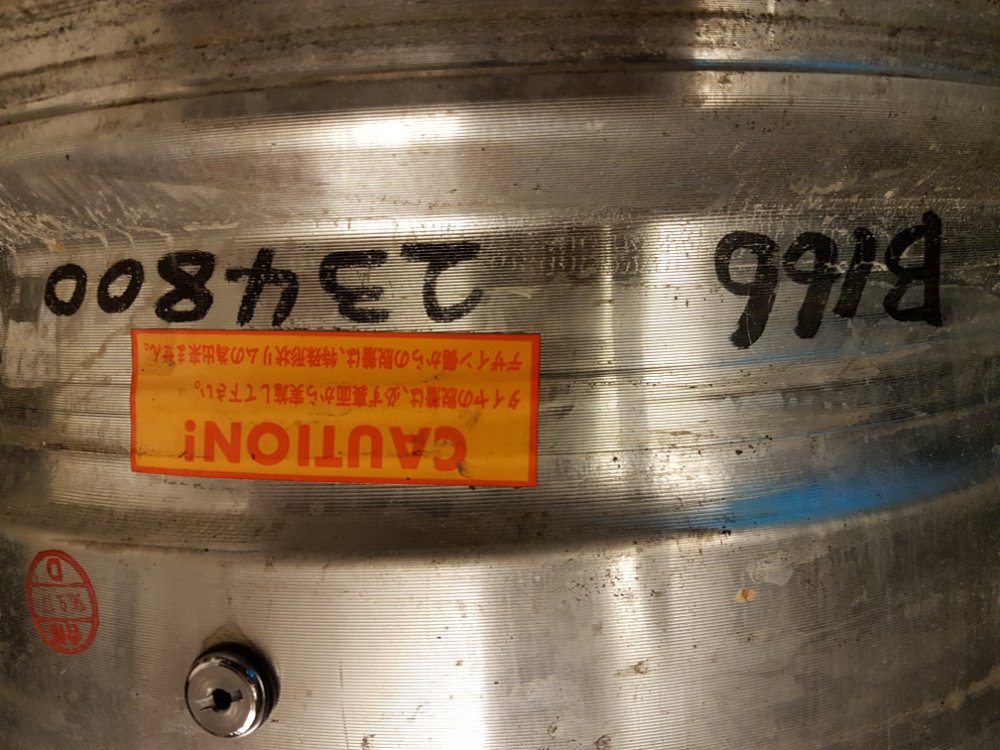 CAUTION!
タイヤの脱着は、必ず裏面から実施して下さい。
デザイン側からの脱着は、特殊形状リムの為出来ません。
B166 234800
D